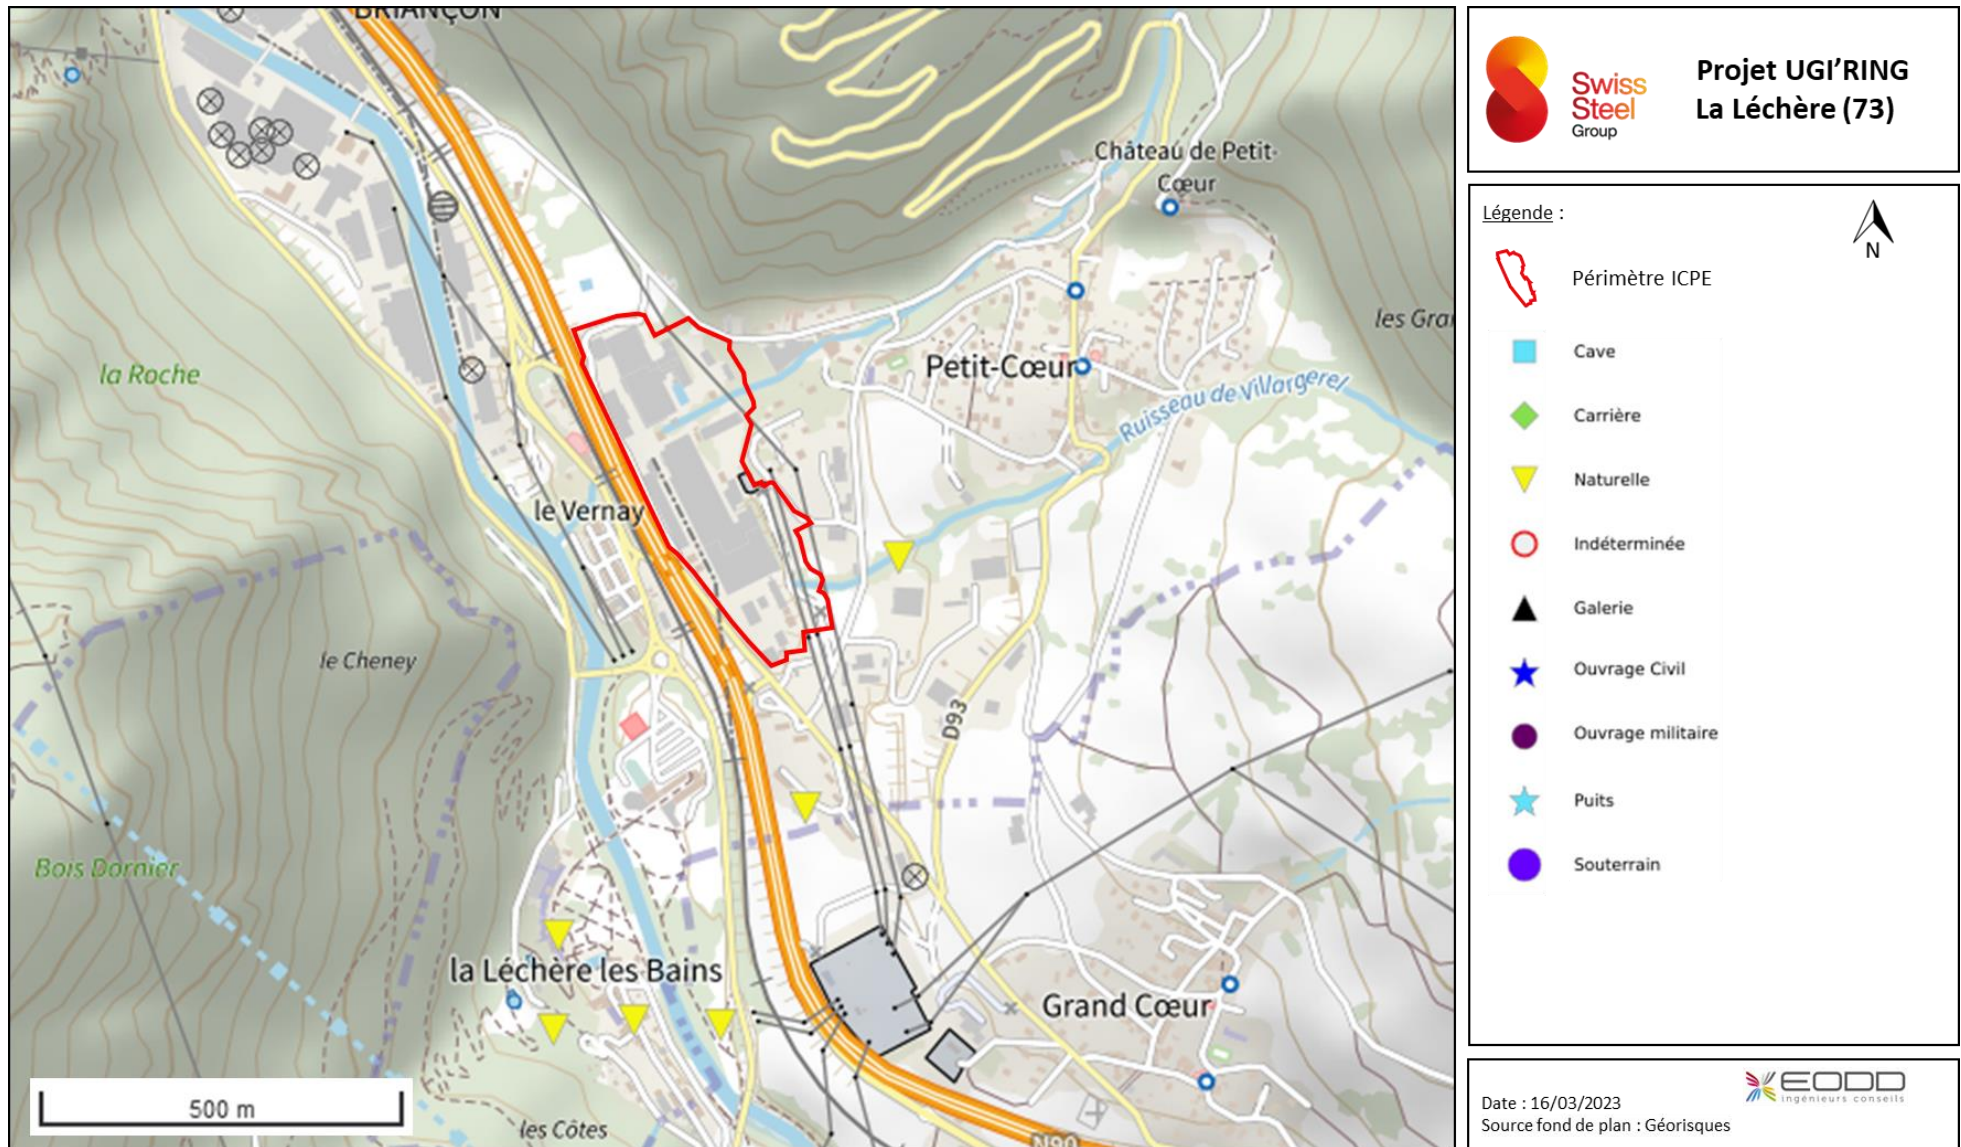 BRIANÇON
Château de Petit-
Cœur
les Gra
la Roche
Petit-Cœur
Ruisseau de Villargerel
le Vernay
le Cheney
D93
Bois Dornier
la Léchère les Bains
Grand Cœur
500 m
les Côtes
N90
Swiss
Steel
Group
Projet UGI’RING
La Léchère (73)
Légende :
N
Périmètre ICPE
Cave
Carrière
Naturelle
Indéterminée
Galerie
Ouvrage Civil
Ouvrage militaire
Puits
Souterrain
EODD
ingénieurs conseils
Date : 16/03/2023
Source fond de plan : Géorisques